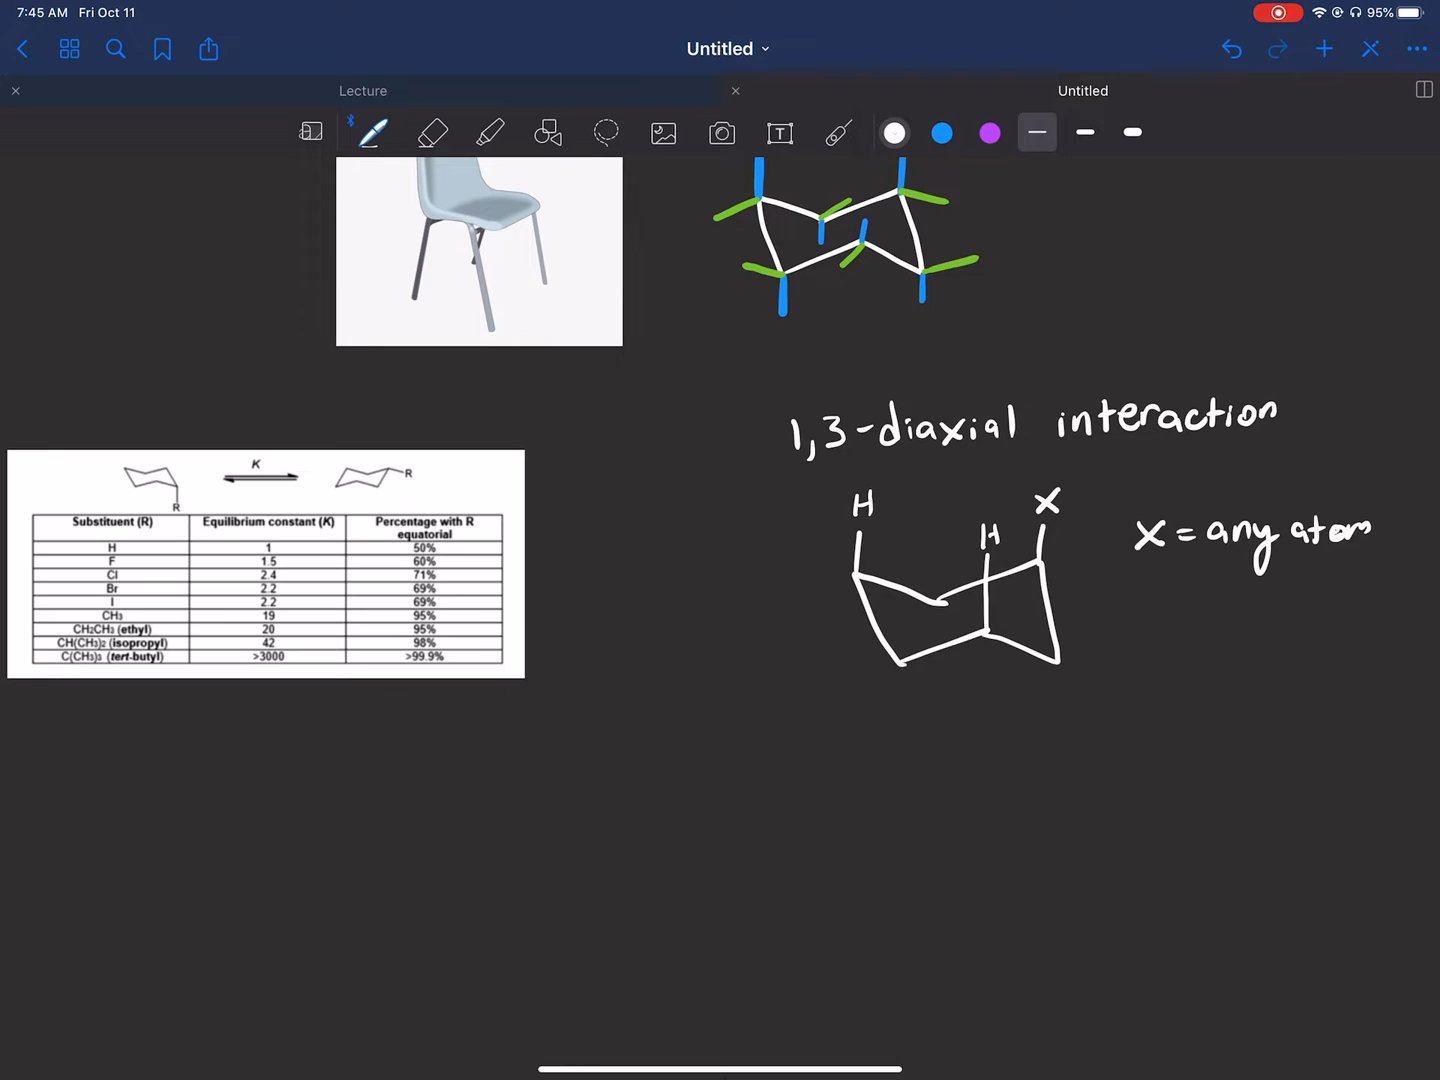 7:45 AM Fri Oct 11
95%
Untitled
Lecture
Untitled
T
1,3-diaxial interaction
H
X
H
X = any atom
K
R
R
Substituent (R) Equilibrium constant (K) Percentage with R equatorial
H 1 50%
F 1.5 60%
Cl 2.4 71%
Br 2.2 69%
I 2.2 69%
CH₃ 19 95%
CH₂CH₃ (ethyl) 20 95%
CH(CH₃)₂ (isopropyl) 42 98%
C(CH₃)₃ (tert-butyl) >3000 >99.9%